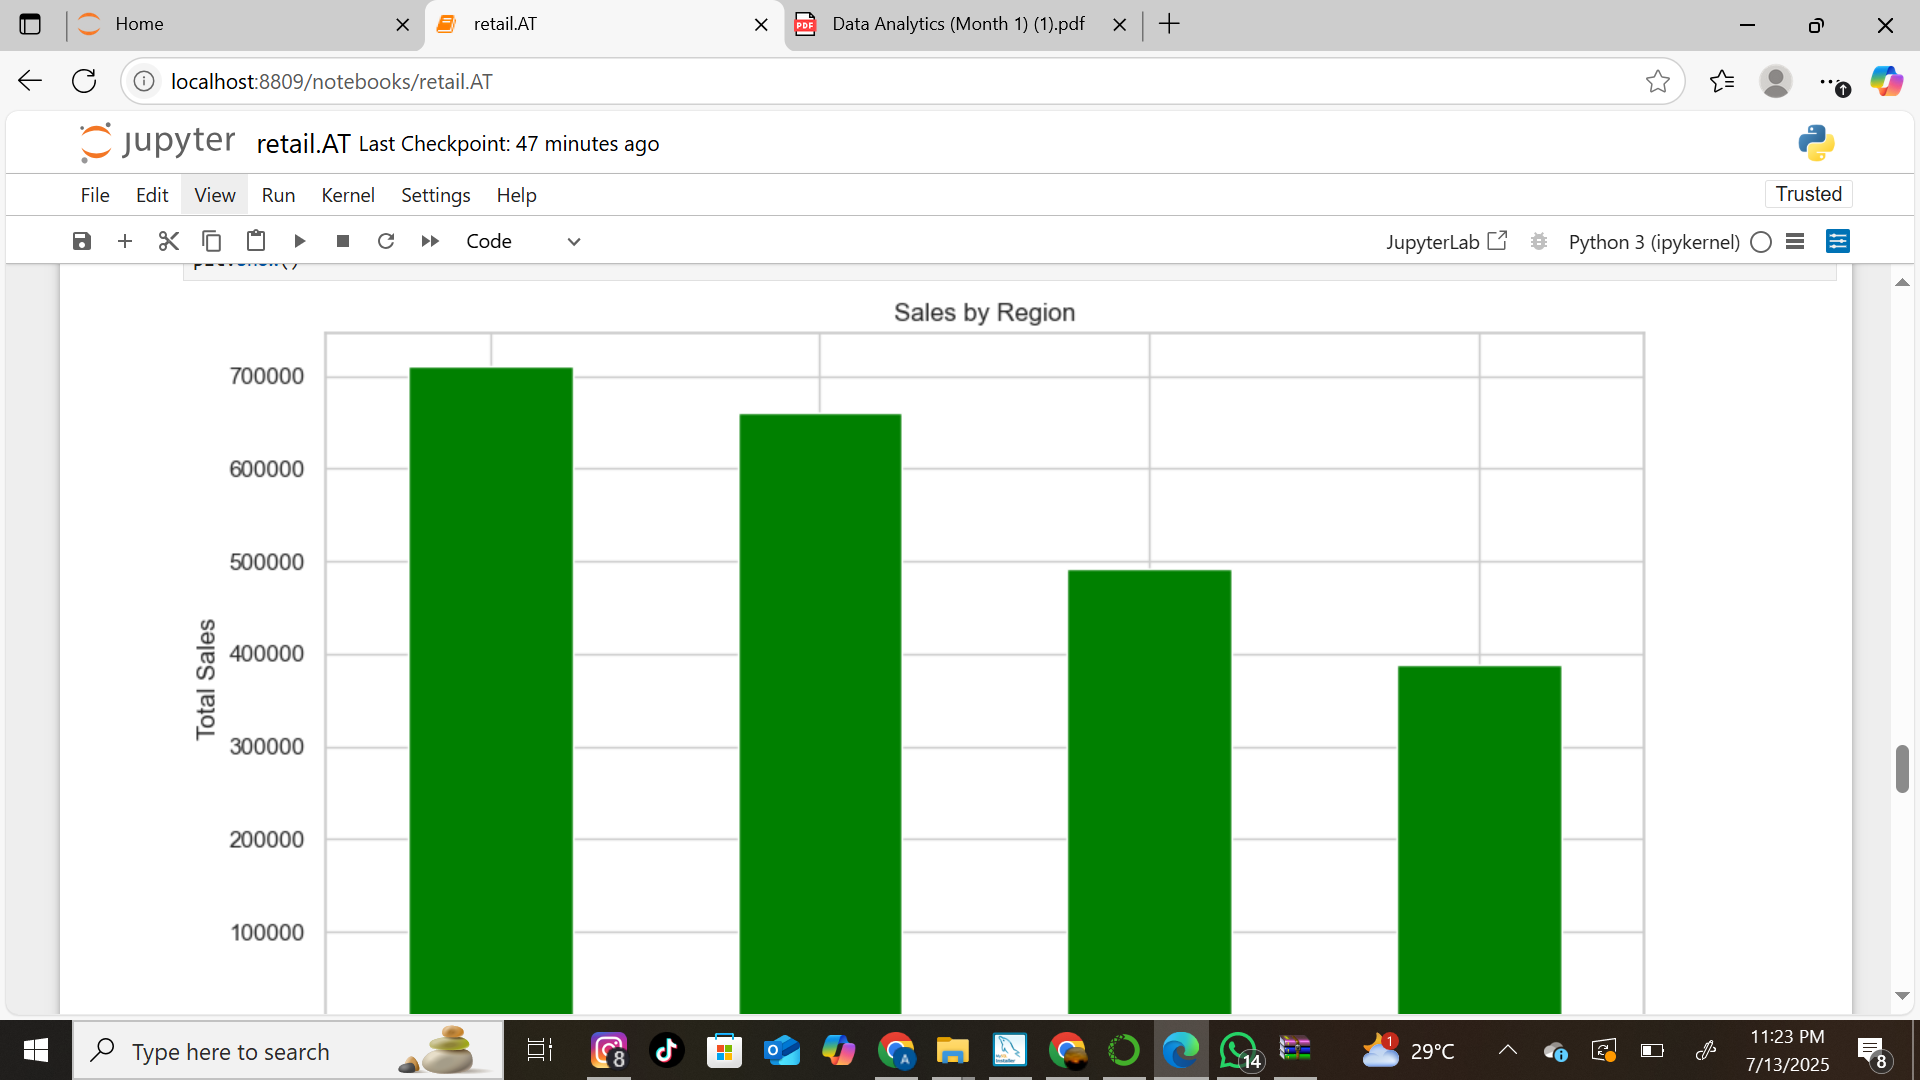 Home
retail.AT
Data Analytics (Month 1) (1).pdf
localhost:8809/notebooks/retail.AT
jupyter retail.AT Last Checkpoint: 47 minutes ago
File Edit View Run Kernel Settings Help
Trusted
Code
JupyterLab
Python 3 (ipykernel)
Sales by Region
700000
600000
500000
400000
300000
200000
100000
Total Sales
Type here to search
8
A
14
1
29°C
11:23 PM
7/13/2025
8